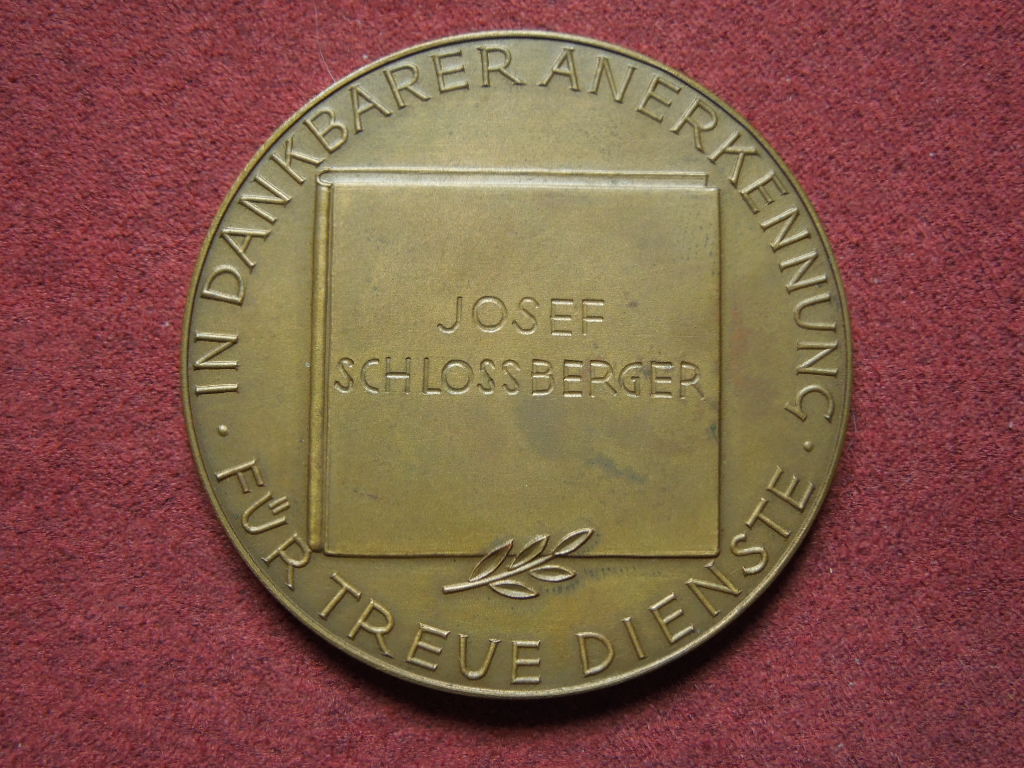 IN DANKBARER ANERKENNUNG ·
JOSEF
SCHLOSSBERGER
FÜR TREUE DIENSTE ·